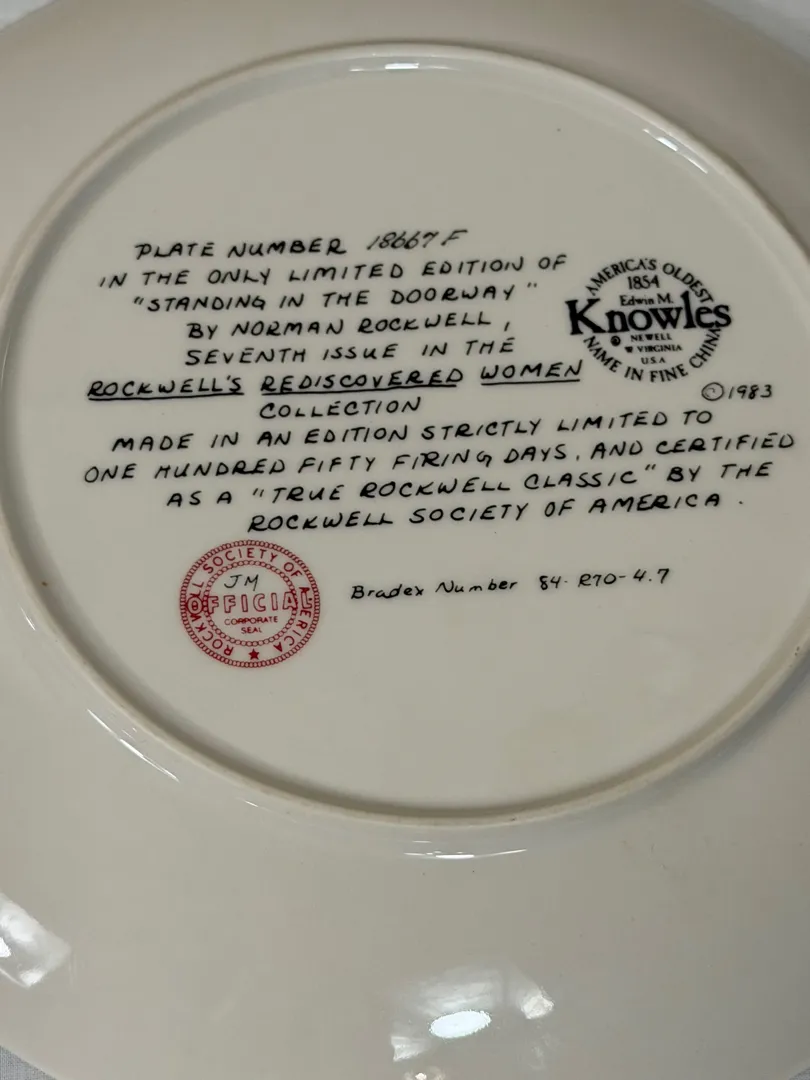 PLATE NUMBER 18667F
IN THE ONLY LIMITED EDITION OF
"STANDING IN THE DOORWAY"
BY NORMAN ROCKWELL,
SEVENTH ISSUE IN THE
ROCKWELL'S REDISCOVERED WOMEN
COLLECTION
MADE IN AN EDITION STRICTLY LIMITED TO
ONE HUNDRED FIFTY FIRING DAYS, AND CERTIFIED
AS A "TRUE ROCKWELL CLASSIC" BY THE
ROCKWELL SOCIETY OF AMERICA.
AMERICA'S OLDEST
1854
Edwin M.
Knowles
®
NEWELL
W VIRGINIA
U.S.A
NAME IN FINE CHINA
©1983
ROCKWELL SOCIETY OF AMERICA
JM
OFFICIAL
CORPORATE
SEAL
Bradex Number 84-R70-4.7